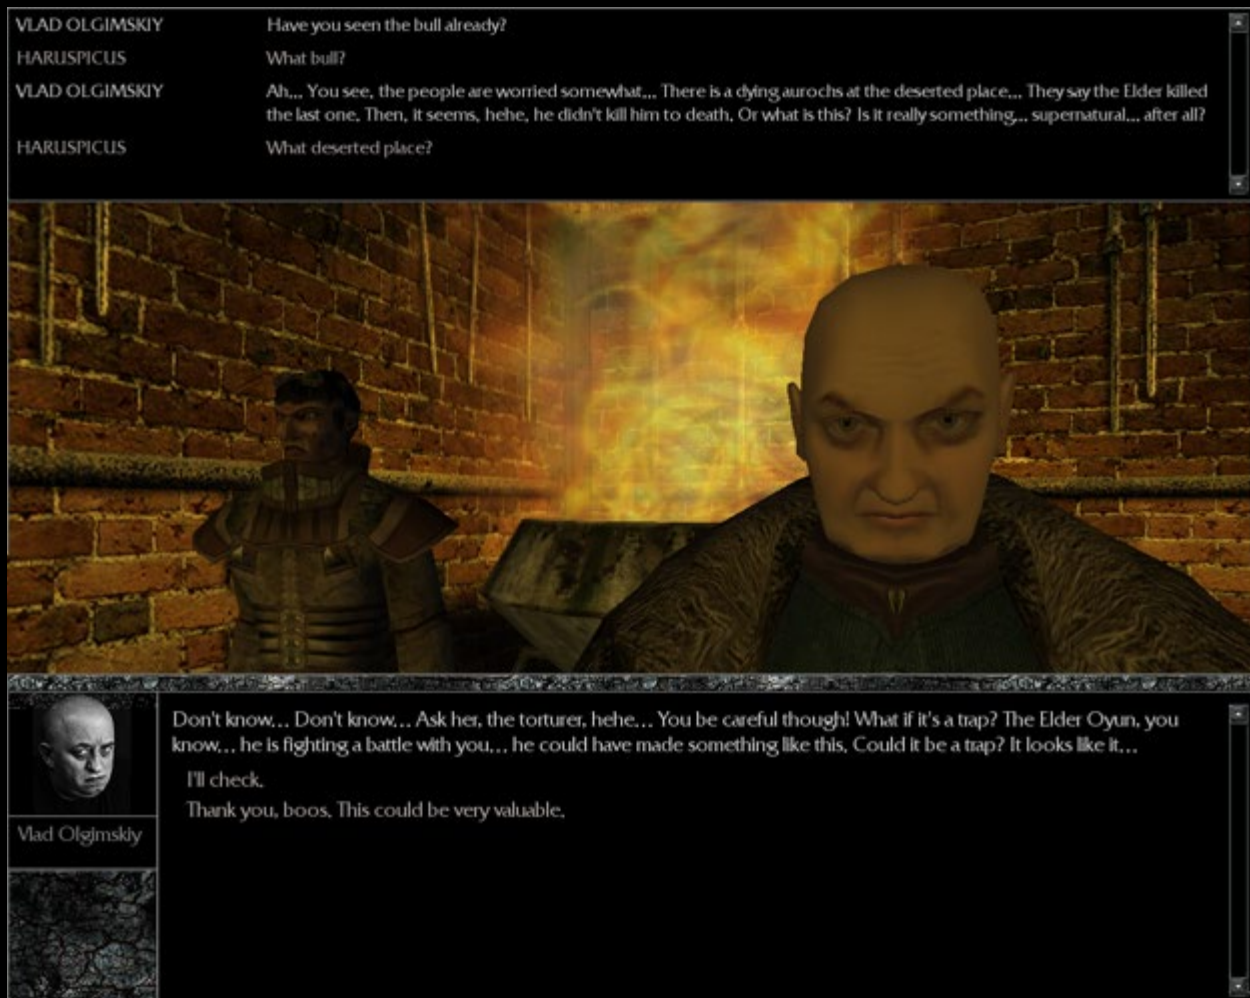 VLAD OLGIMSKIY Have you seen the bull already?
HARUSPICUS What bull?
VLAD OLGIMSKIY Ah... You see, the people are worried somewhat... There is a dying aurochs at the deserted place... They say the Elder killed
the last one. Then, it seems, hehe, he didn't kill him to death. Or what is this? Is it really something... supernatural... after all?
HARUSPICUS What deserted place?
Don't know... Don't know... Ask her, the torturer, hehe... You be careful though! What if it's a trap? The Elder Oyun, you
know... he is fighting a battle with you... he could have made something like this. Could it be a trap? It looks like it...
I'll check.
Thank you, boos. This could be very valuable.
Vlad Olgimskiy